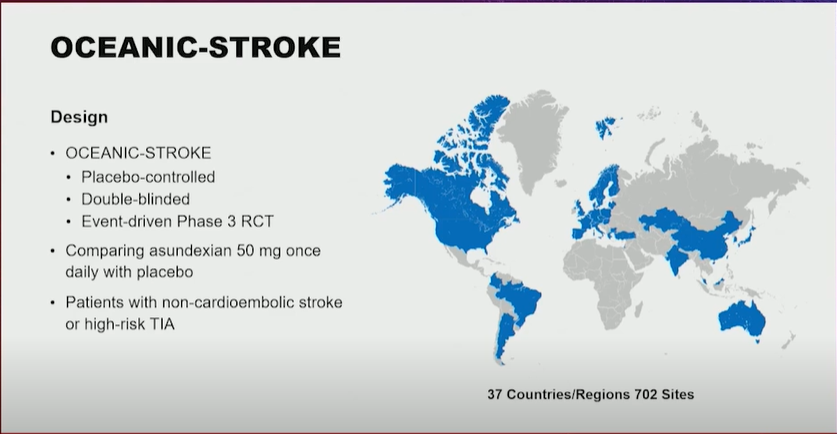 OCEANIC-STROKE
Design
• OCEANIC-STROKE
• Placebo-controlled
• Double-blinded
• Event-driven Phase 3 RCT
• Comparing asundexian 50 mg once
daily with placebo
• Patients with non-cardioembolic stroke
or high-risk TIA
37 Countries/Regions 702 Sites